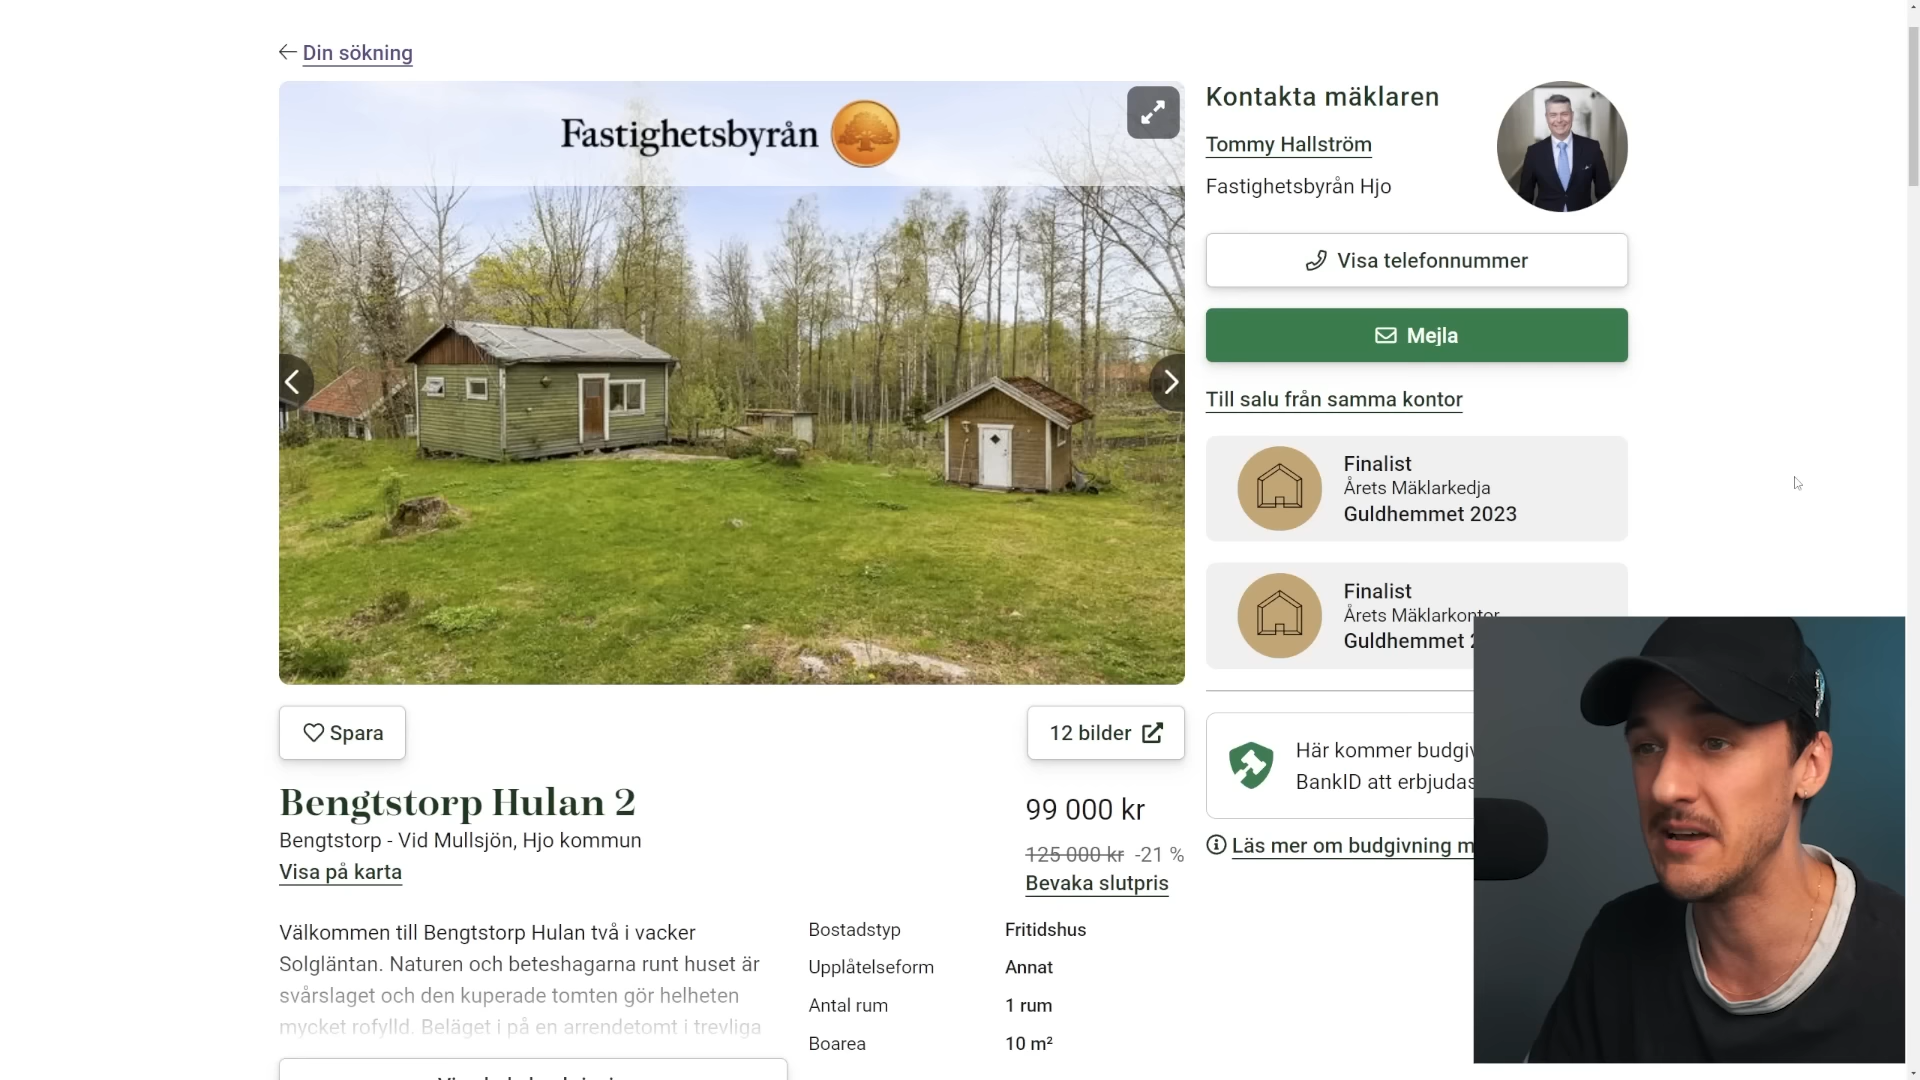 Din sökning
Fastighetsbyrån
Kontakta mäklaren
Tommy Hallström
Fastighetsbyrån Hjo
Visa telefonnummer
Mejla
Till salu från samma kontor
Finalist
Årets Mäklarkedja
Guldhemmet 2023
Finalist
Årets Mäklarkontor
Guldhemmet
Här kommer
BankID att
Läs mer om budgivning
Spara
12 bilder
Bengtstorp Hulan 2
Bengtstorp - Vid Mullsjön, Hjo kommun
Visa på karta
99 000 kr
125 000 kr -21 %
Bevaka slutpris
Välkommen till Bengtstorp Hulan två i vacker
Solgläntan. Naturen och beteshagarna runt huset är
svårslaget och den kuperade tomten gör helheten
mycket rofylld. Beläget i på en arrendetomt i trevliga
Bostadstyp Fritidshus
Upplåtelseform Annat
Antal rum 1 rum
Boarea 10 m²